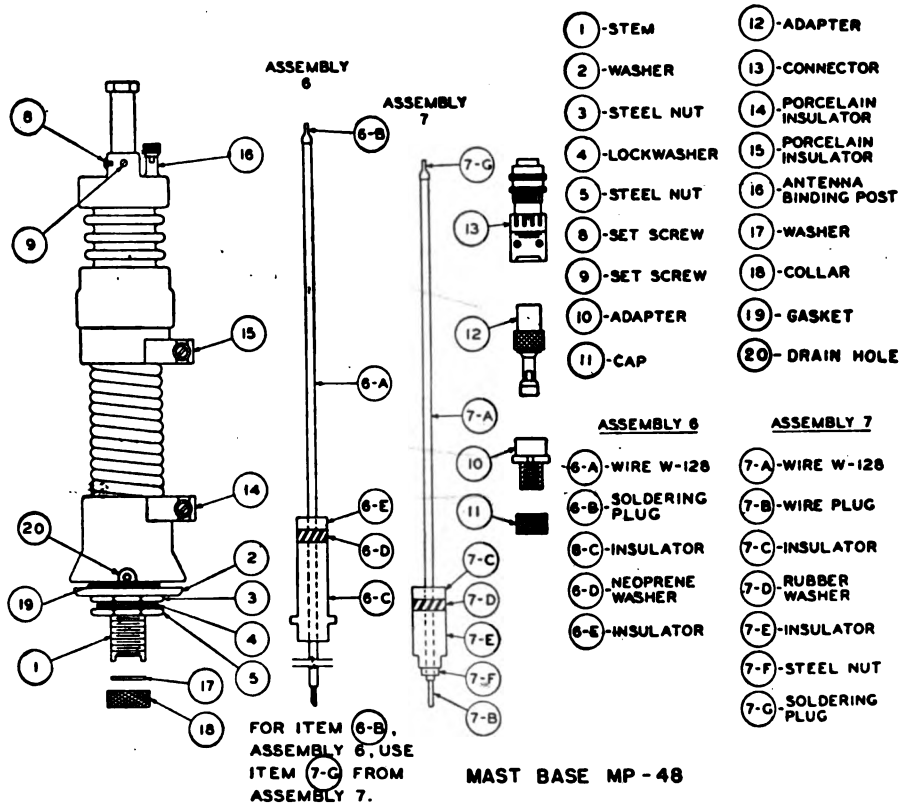 ASSEMBLY
6
ASSEMBLY
7
8
9
16
15
14
20
19
2
3
4
5
1
17
18
6-B
6-A
6-E
6-D
6-C
7-G
7-A
7-C
7-D
7-E
7-F
7-B
13
12
10
11
1 -STEM
2 -WASHER
3 -STEEL NUT
4 -LOCKWASHER
5 -STEEL NUT
8 -SET SCREW
9 -SET SCREW
10 -ADAPTER
11 -CAP
12 -ADAPTER
13 -CONNECTOR
14 -PORCELAIN
INSULATOR
15 -PORCELAIN
INSULATOR
16 -ANTENNA
BINDING POST
17 -WASHER
18 -COLLAR
19 - GASKET
20 - DRAIN HOLE
ASSEMBLY 6
6-A -WIRE W-128
6-B -SOLDERING
PLUG
6-C -INSULATOR
6-D -NEOPRENE
WASHER
6-E -INSULATOR
ASSEMBLY 7
7-A -WIRE W-128
7-B -WIRE PLUG
7-C -INSULATOR
7-D -RUBBER
WASHER
7-E -INSULATOR
7-F -STEEL NUT
7-G -SOLDERING
PLUG
FOR ITEM 6-B,
ASSEMBLY 6, USE
ITEM 7-G FROM
ASSEMBLY 7.
MAST BASE MP-48